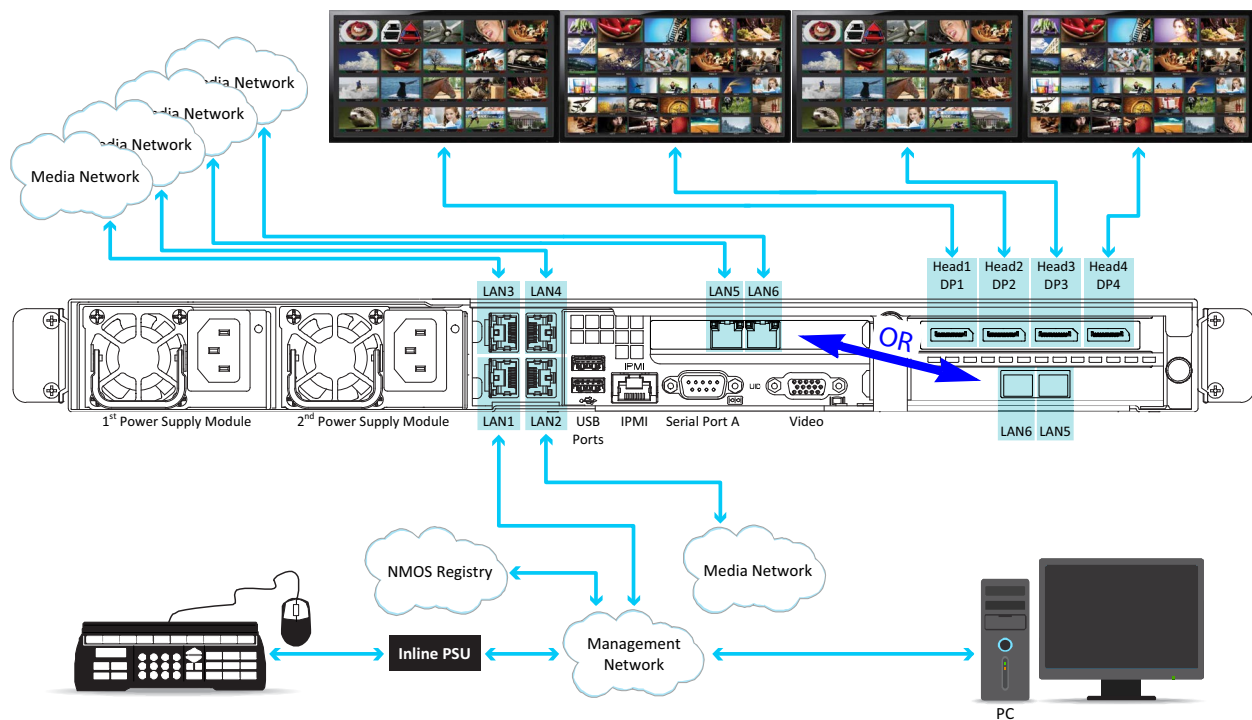 Media Network
Media Network
Media Network
Media Network
Head1
DP1
Head2
DP2
Head3
DP3
Head4
DP4
LAN3
LAN4
LAN5
LAN6
OR
IPMI
UID
1st Power Supply Module
2nd Power Supply Module
LAN1
LAN2
USB
Ports
IPMI
Serial Port A
Video
LAN6
LAN5
NMOS Registry
Media Network
Management
Network
Inline PSU
PC